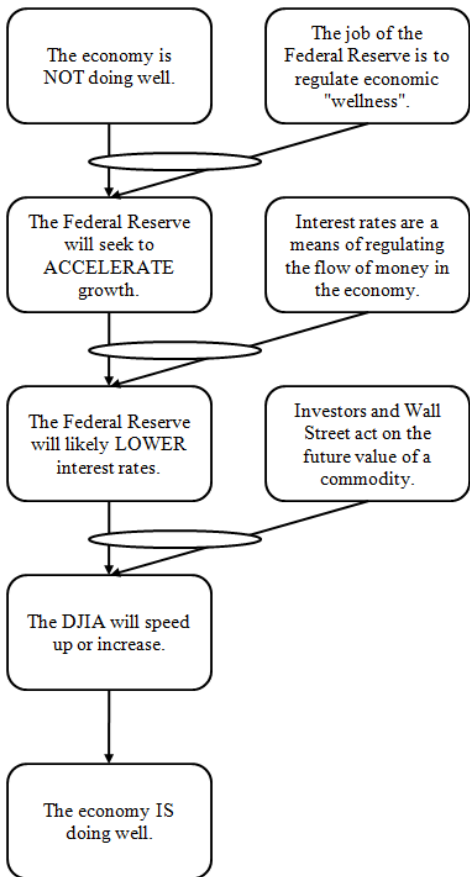 The economy is
NOT doing well.
The job of the
Federal Reserve is to
regulate economic
"wellness".
The Federal Reserve
will seek to
ACCELERATE
growth.
Interest rates are a
means of regulating
the flow of money in
the economy.
The Federal Reserve
will likely LOWER
interest rates.
Investors and Wall
Street act on the
future value of a
commodity.
The DJIA will speed
up or increase.
The economy IS
doing well.